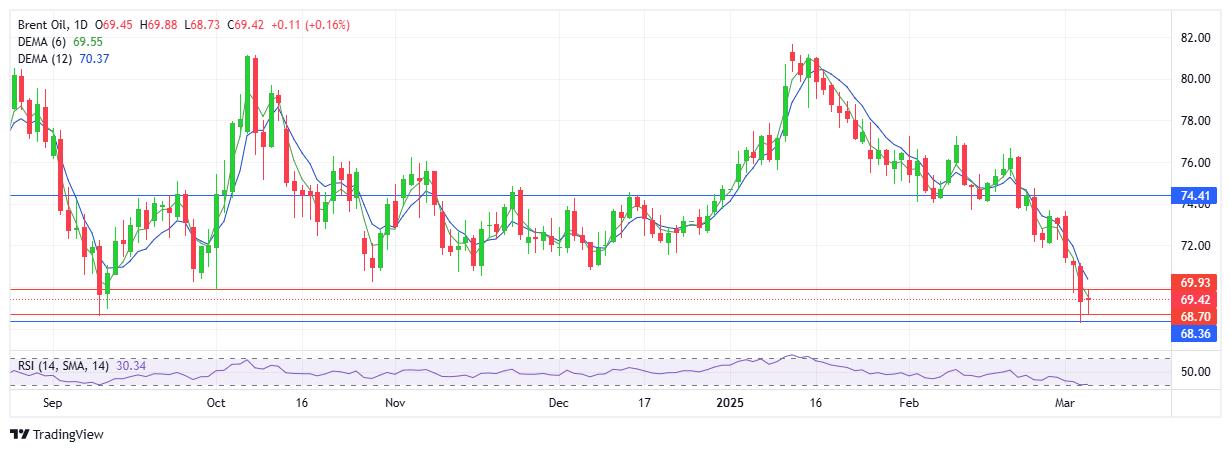 Brent Oil, 1D O69.45 H69.88 L68.73 C69.42 +0.11 (+0.16%)
DEMA (6) 69.55
DEMA (12) 70.37
82.00
80.00
78.00
76.00
74.41
74.00
72.00
69.93
69.42
68.70
68.36
RSI (14, SMA, 14) 30.34
50.00
Sep Oct 16 Nov Dec 17 2025 16 Feb Mar
TradingView